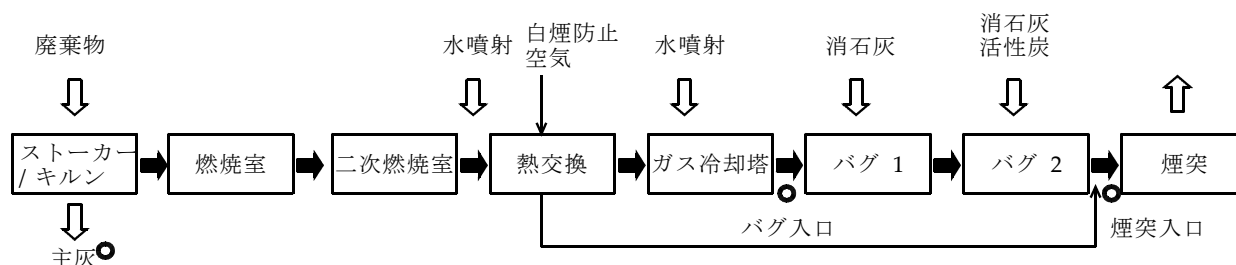 廃棄物
水噴射
白煙防止
空気
水噴射
消石灰
消石灰
活性炭
ストーカー
/ キルン
燃焼室
二次燃焼室
熱交換
ガス冷却塔
バグ 1
バグ 2
煙突
主灰
バグ入口
煙突入口